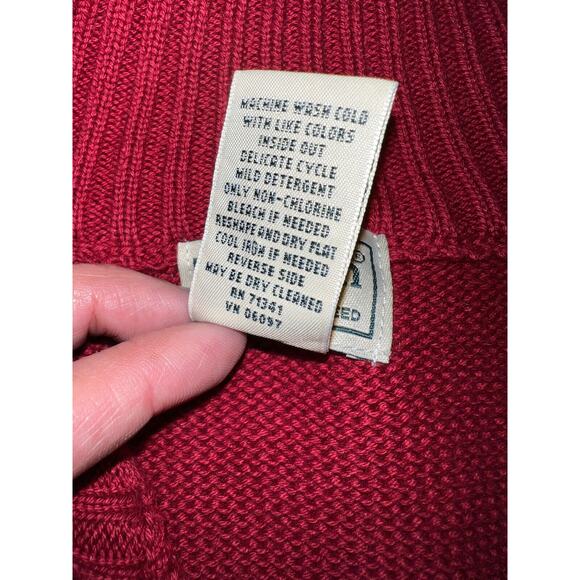 MACHINE WASH COLD
WITH LIKE COLORS
INSIDE OUT
DELICATE CYCLE
MILD DETERGENT
ONLY NON-CHLORINE
BLEACH IF NEEDED
RESHAPE AND DRY FLAT
COOL IRON IF NEEDED
REVERSE SIDE
MAY BE DRY CLEANED
RN 71341
VN 06097
®